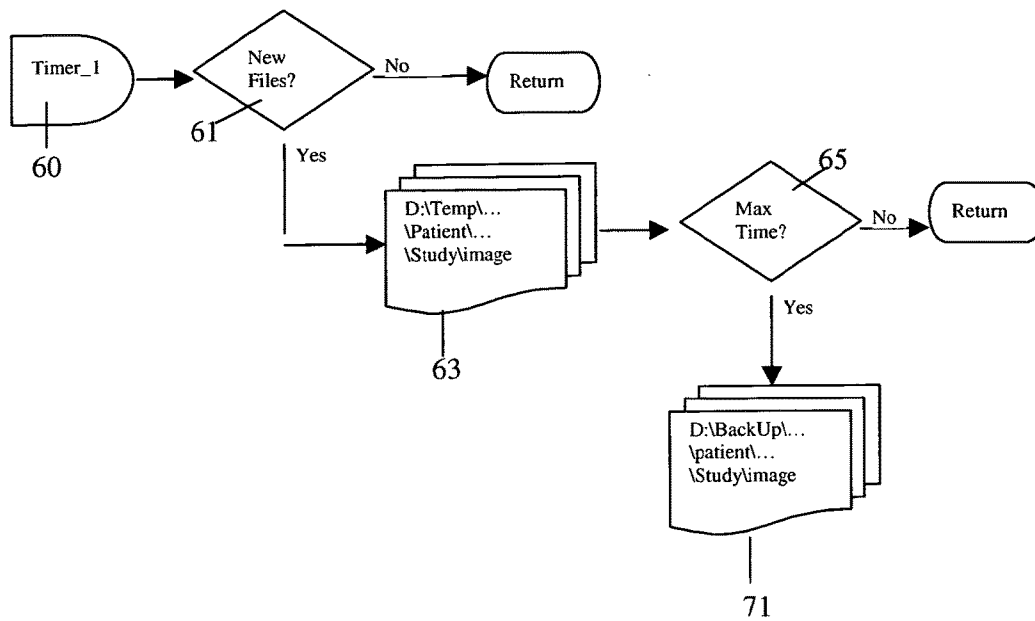 Timer_1
60
New
Files?
61
No
Return
Yes
D:\Temp\...
\Patient\...
\Study\image
63
65
Max
Time?
No
Return
Yes
D:\BackUp\...
\patient\...
\Study\image
71